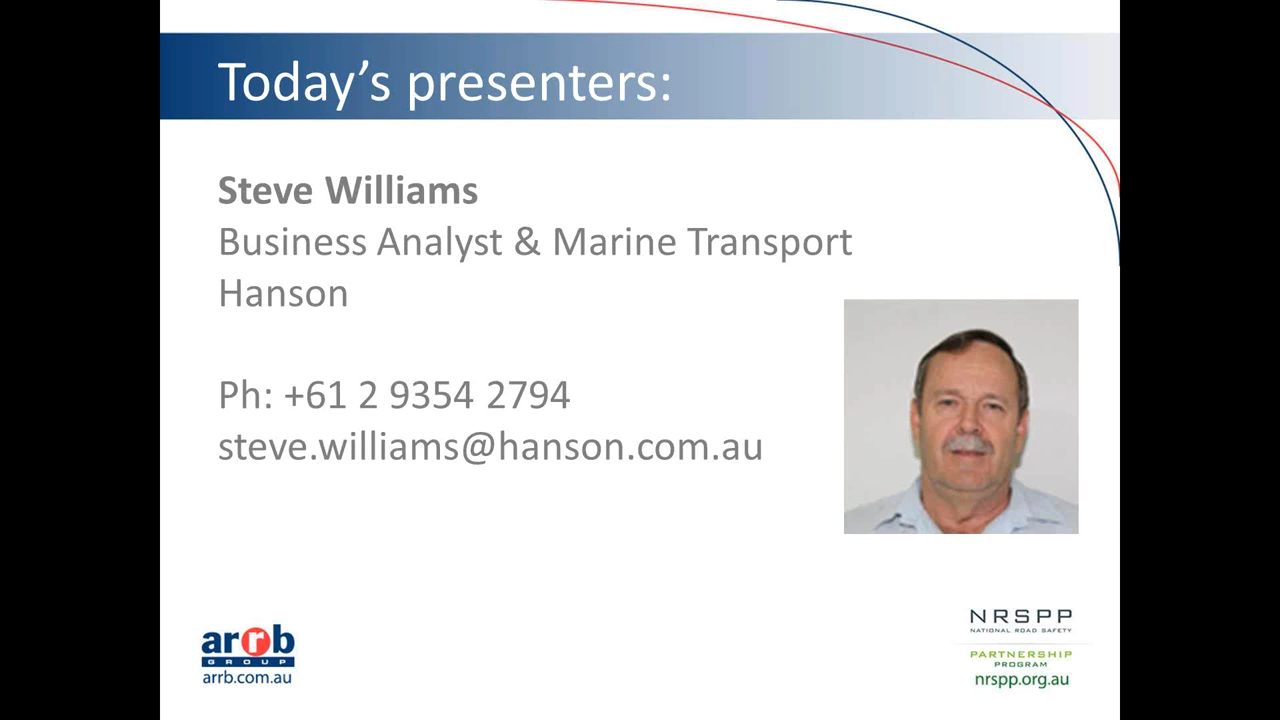 Today's presenters:
Steve Williams
Business Analyst & Marine Transport
Hanson
Ph: +61 2 9354 2794
steve.williams@hanson.com.au
arrb
GROUP
arrb.com.au
NRSPP
NATIONAL ROAD SAFETY
PARTNERSHIP
PROGRAM
nrspp.org.au